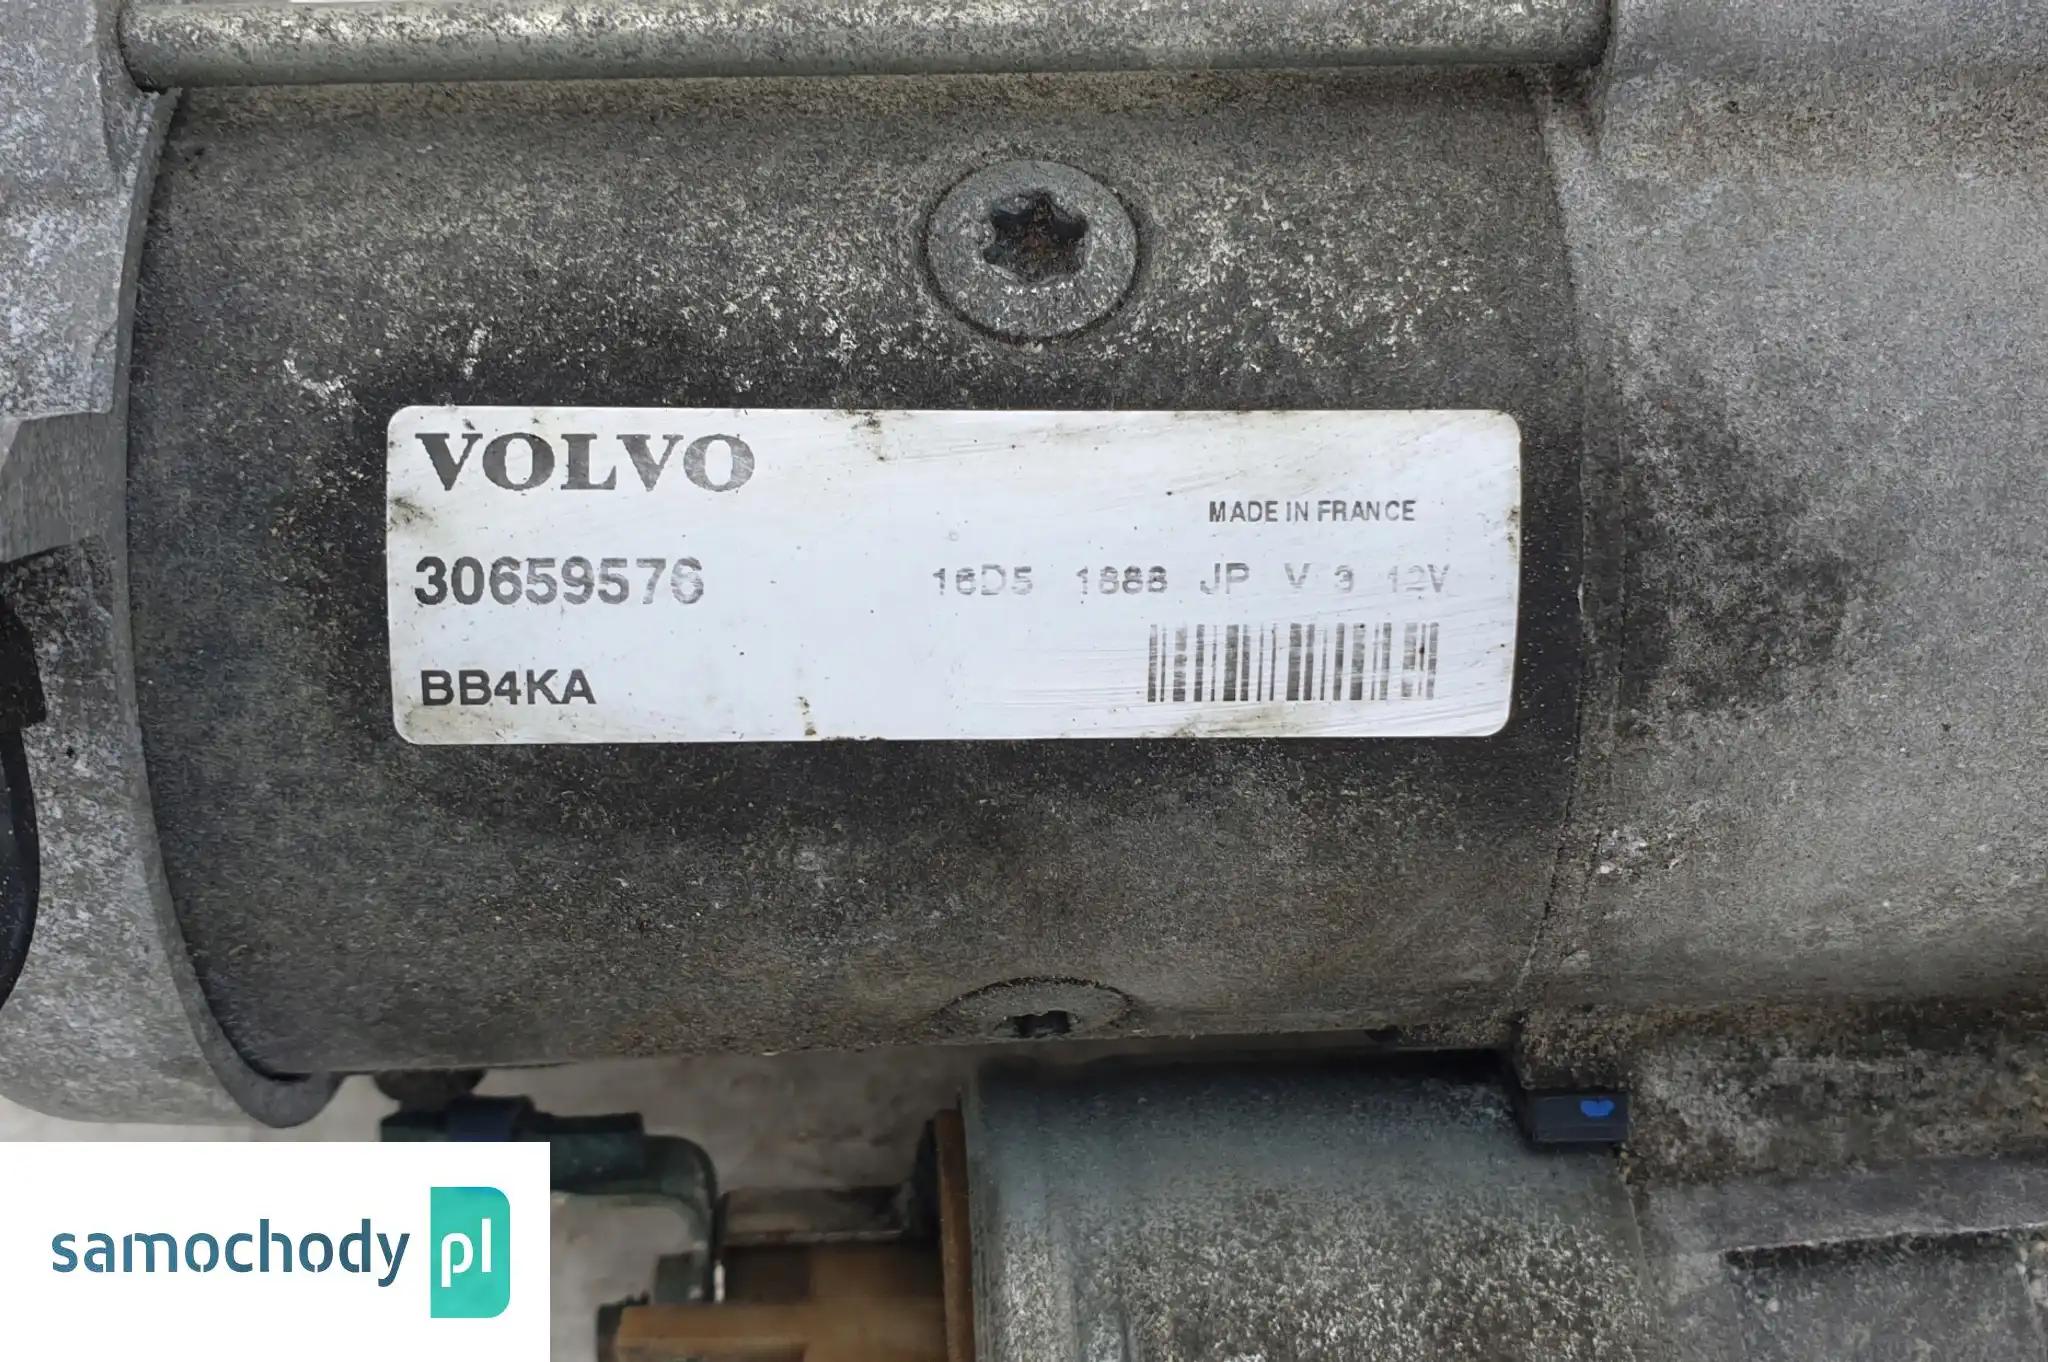 VOLVO
MADE IN FRANCE
30659576 16D5 1888 JP V 3 12V
BB4KA
samochody pl